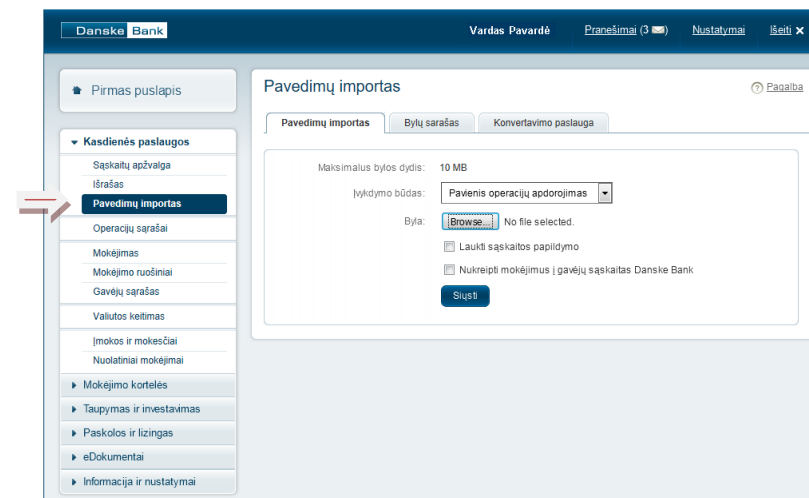 Danske Bank
Vardas Pavardė Pranešimai (3 ) Nustatymai Išeiti
Pirmas puslapis
Kasdienės paslaugos
Sąskaitų apžvalga
Išrašas
Pavedimų importas
Operacijų sąrašai
Mokėjimas
Mokėjimo ruošiniai
Gavėjų sąrašas
Valiutos keitimas
Įmokos ir mokesčiai
Nuolatiniai mokėjimai
Mokėjimo kortelės
Taupymas ir investavimas
Paskolos ir lizingas
eDokumentai
Informacija ir nustatymai
Pavedimų importas
Pagalba
Pavedimų importas Bylų sarašas Konvertavimo paslauga
Maksimalus bylos dydis: 10 MB
Įvykdymo būdas: Pavienis operacijų apdorojimas
Byla: Browse... No file selected.
Laukti sąskaitos papildymo
Nukreipti mokėjimus į gavėjų sąskaitas Danske Bank
Siųsti